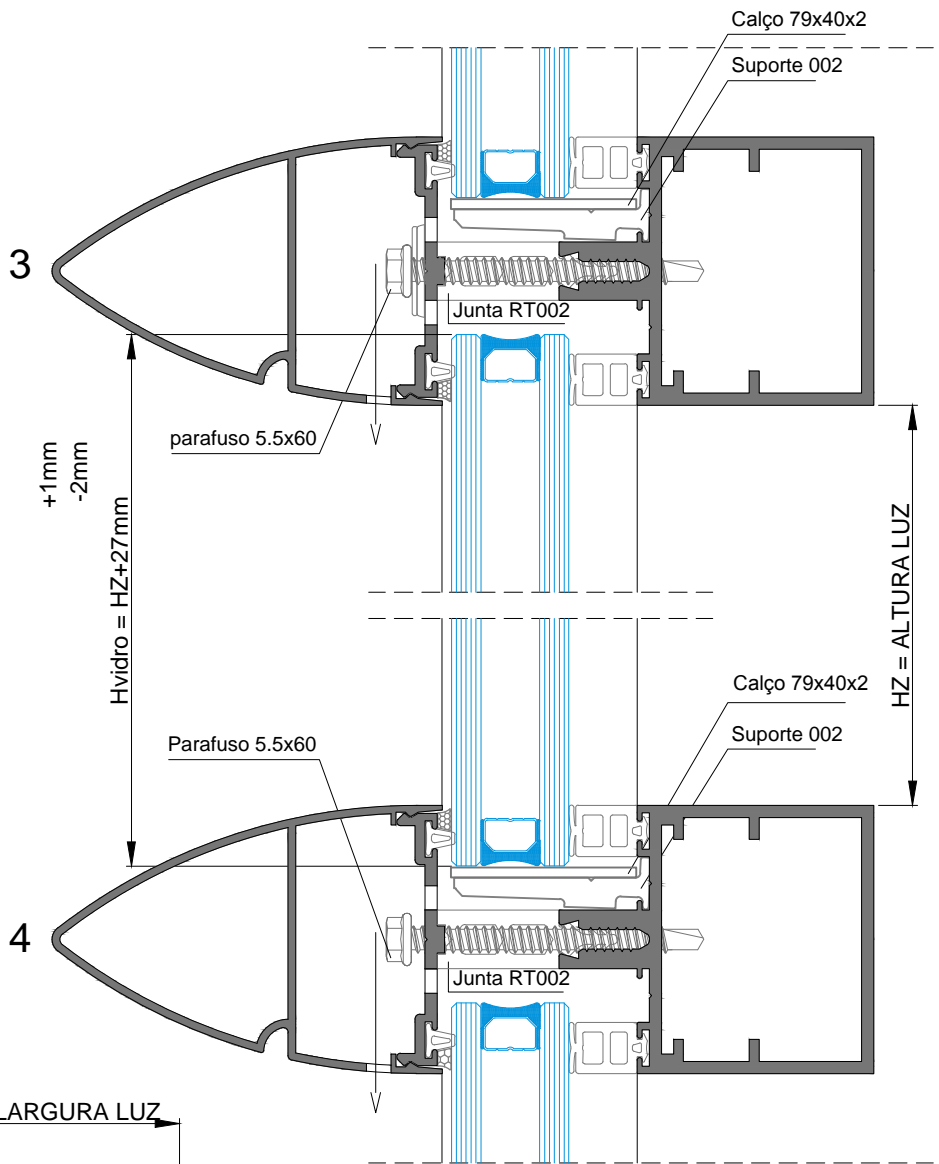 Calço 79x40x2
Suporte 002
3
Junta RT002
parafuso 5.5x60
+1mm
-2mm
Hvidro = HZ+27mm
HZ = ALTURA LUZ
Calço 79x40x2
Suporte 002
Parafuso 5.5x60
4
Junta RT002
LARGURA LUZ